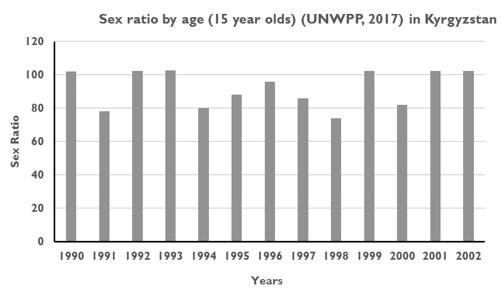 Sex ratio by age (15 year olds) (UNWPP, 2017) in Kyrgyzstan
120
100
80
60
40
20
0
Sex Ratio
1990 1991 1992 1993 1994 1995 1996 1997 1998 1999 2000 2001 2002
Years